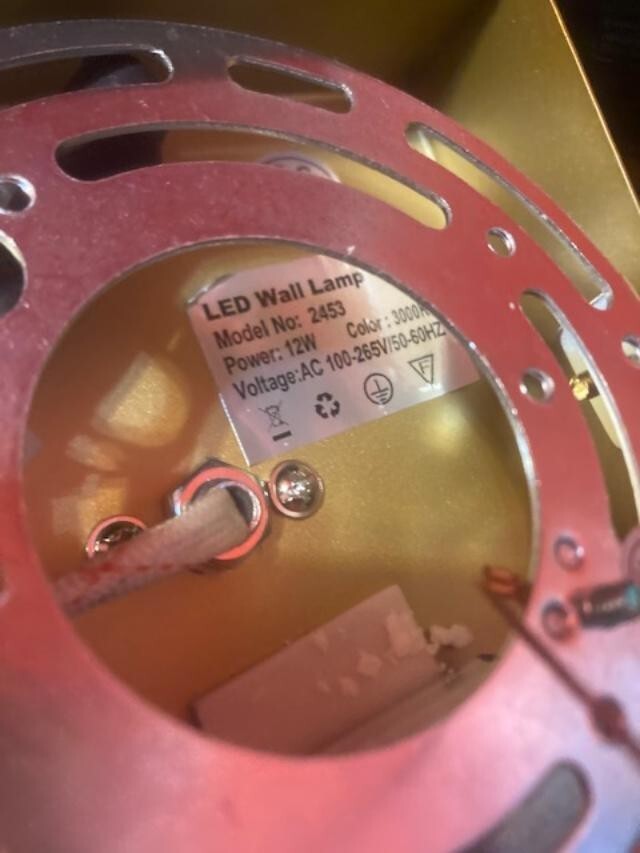 LED Wall Lamp
Model No: 2453
Power: 12W Color : 3000K
Voltage:AC 100-265V/50-60HZ
F